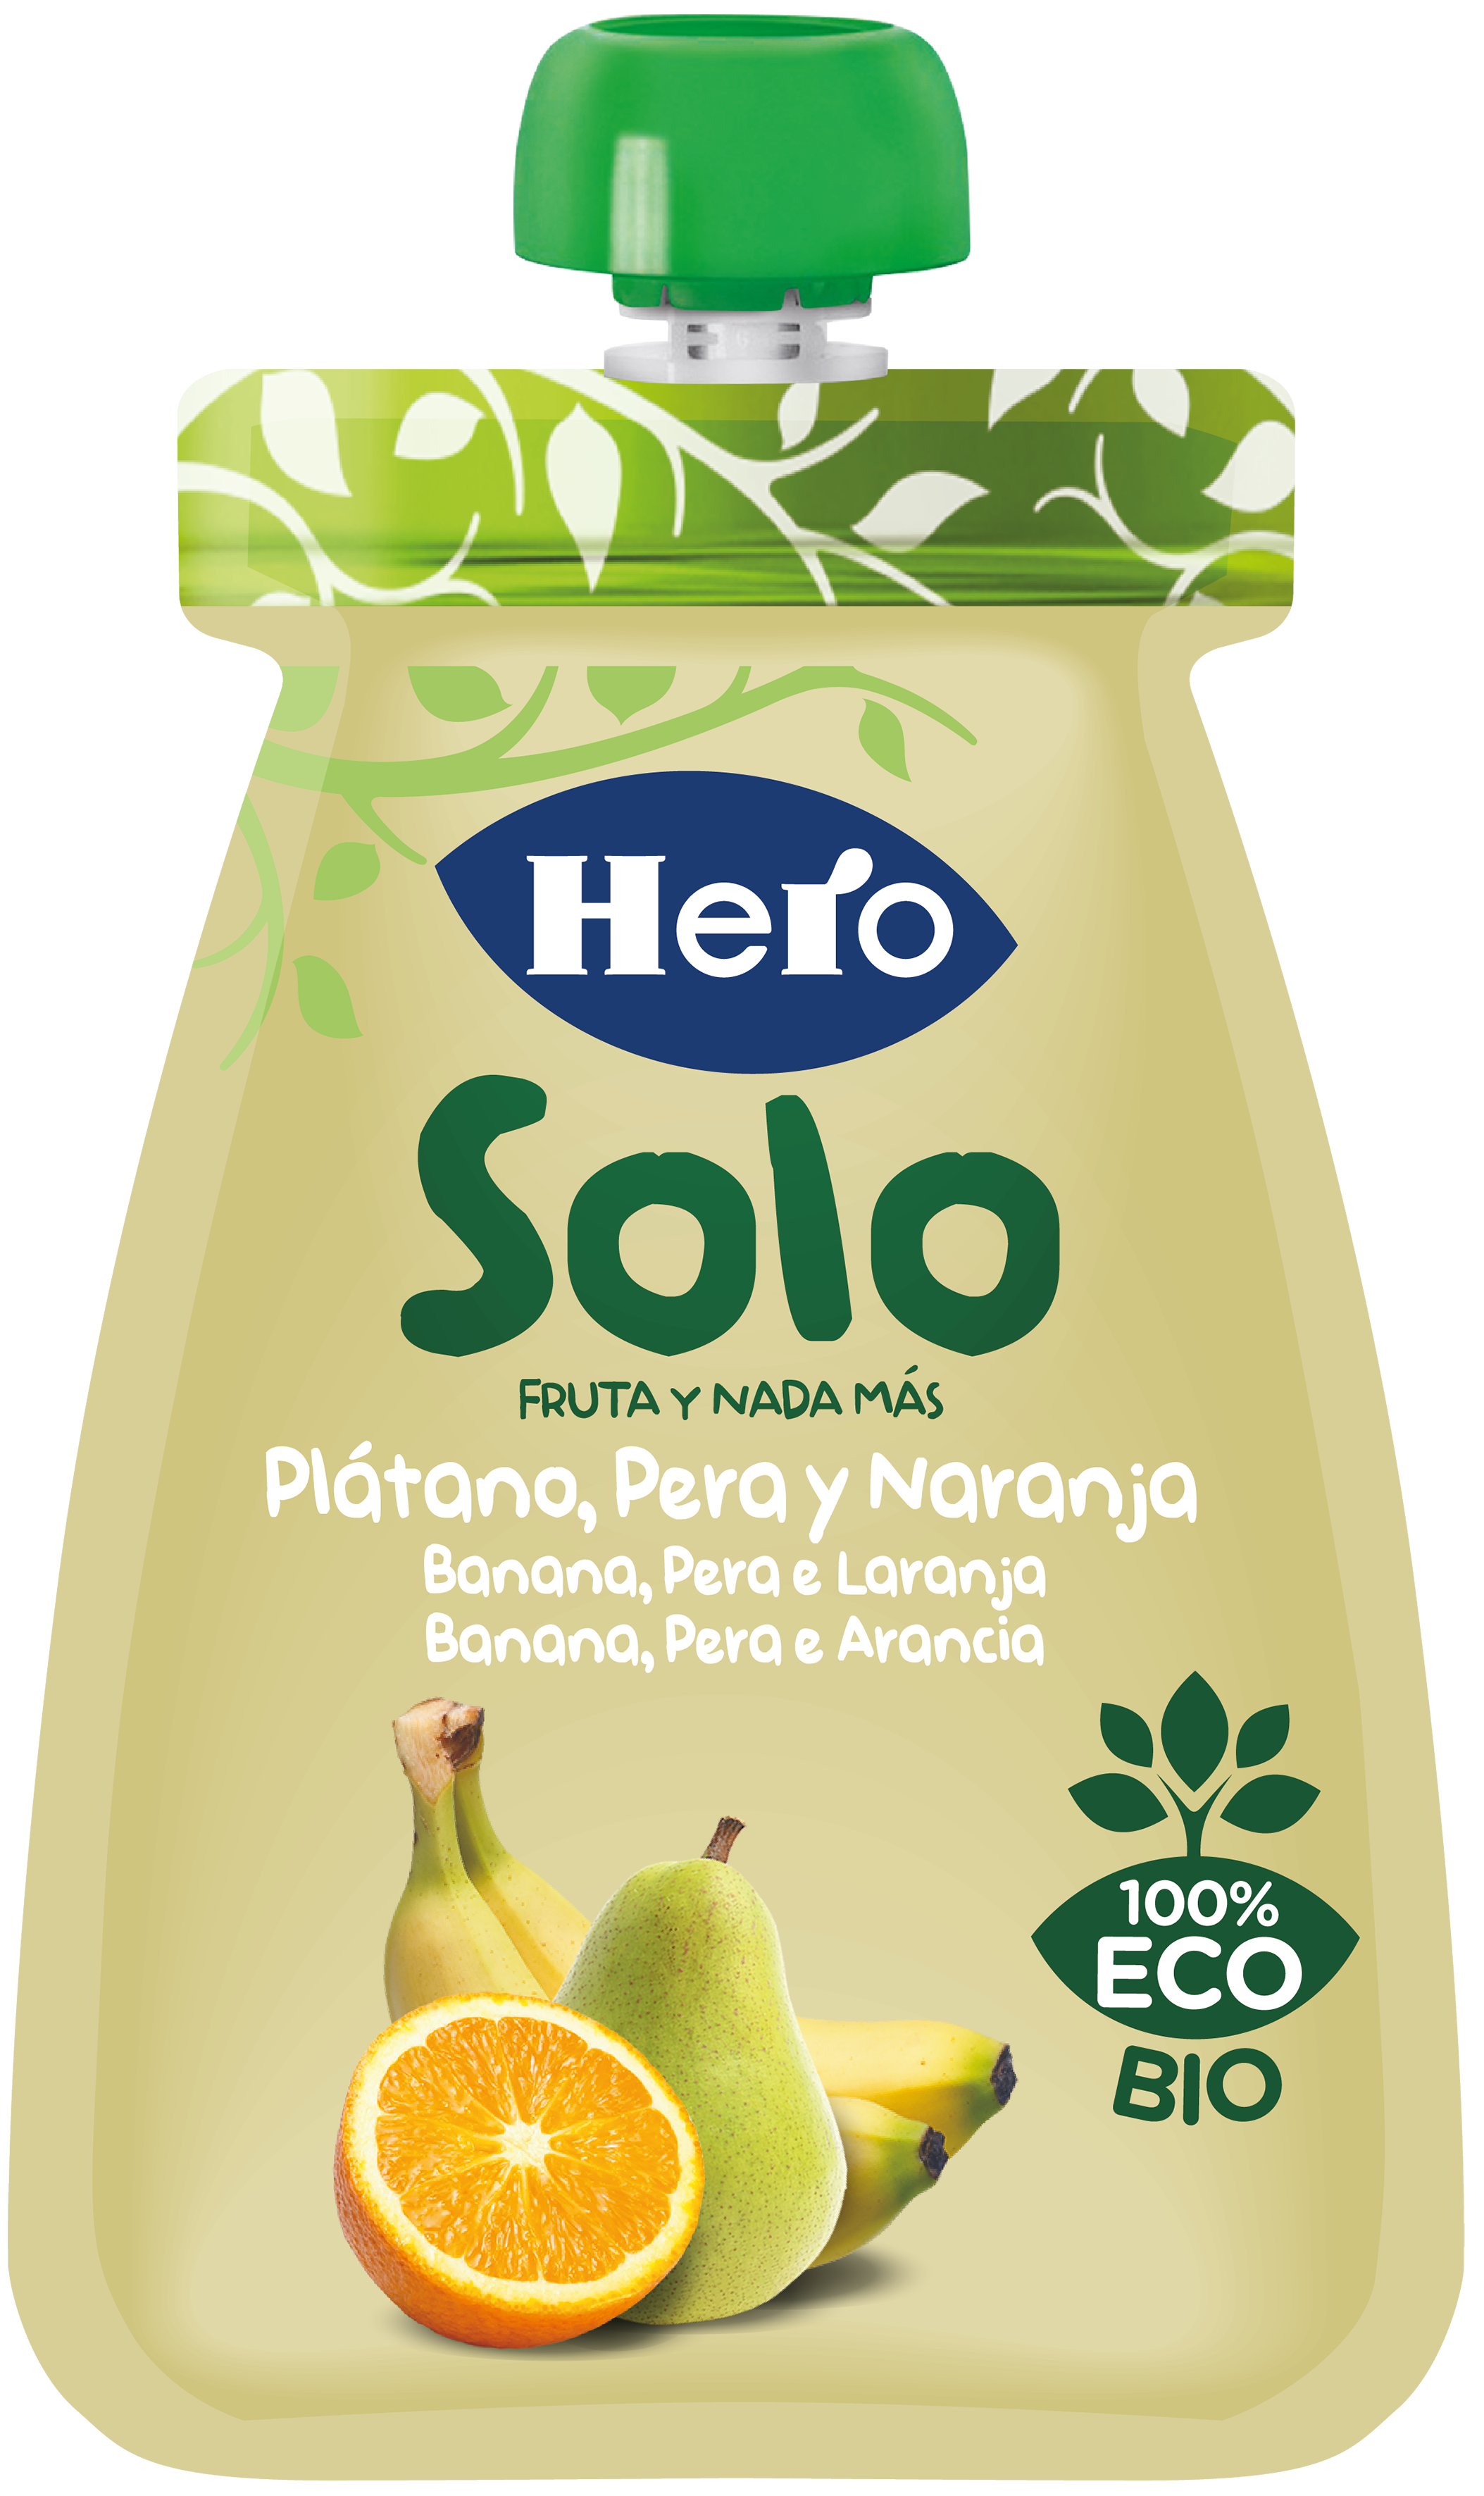 Hero
Solo
FRUTA Y NADA MÁS
Plátano, Pera y Naranja
Banana, Pera e Laranja
Banana, Pera e Arancia
100%
ECO
BIO